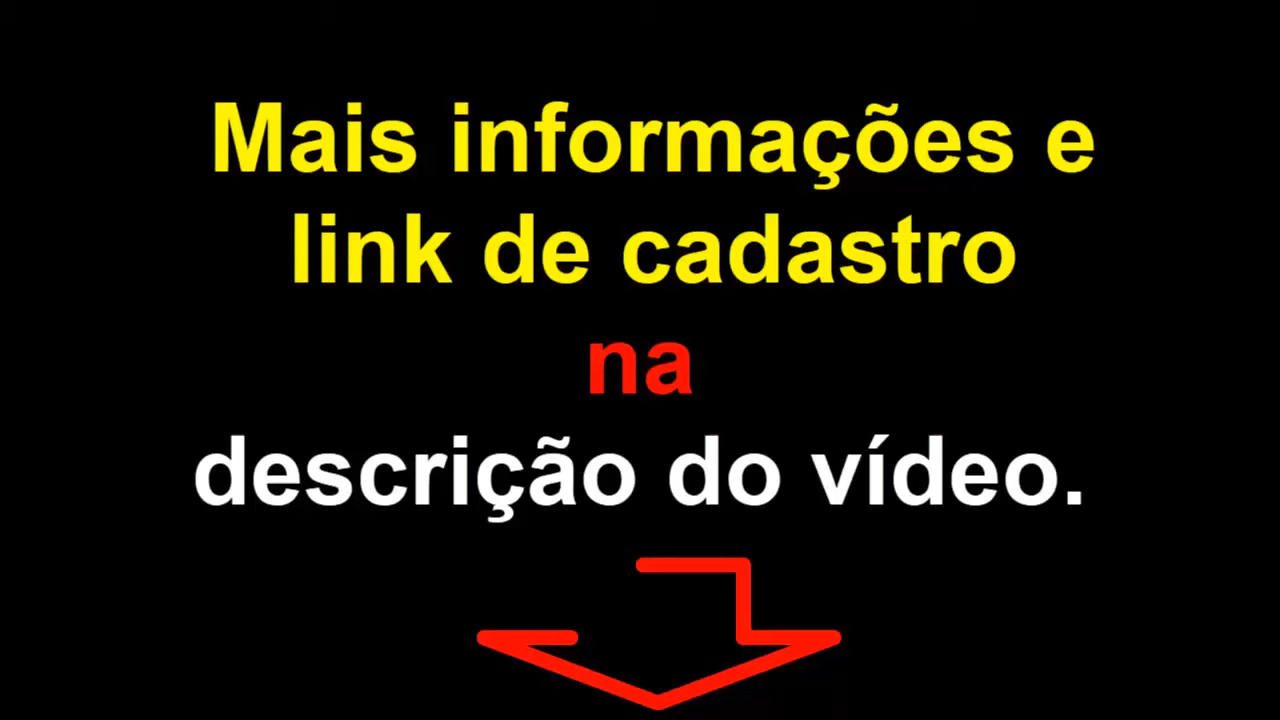 Mais informações e
link de cadastro
na
descrição do vídeo.